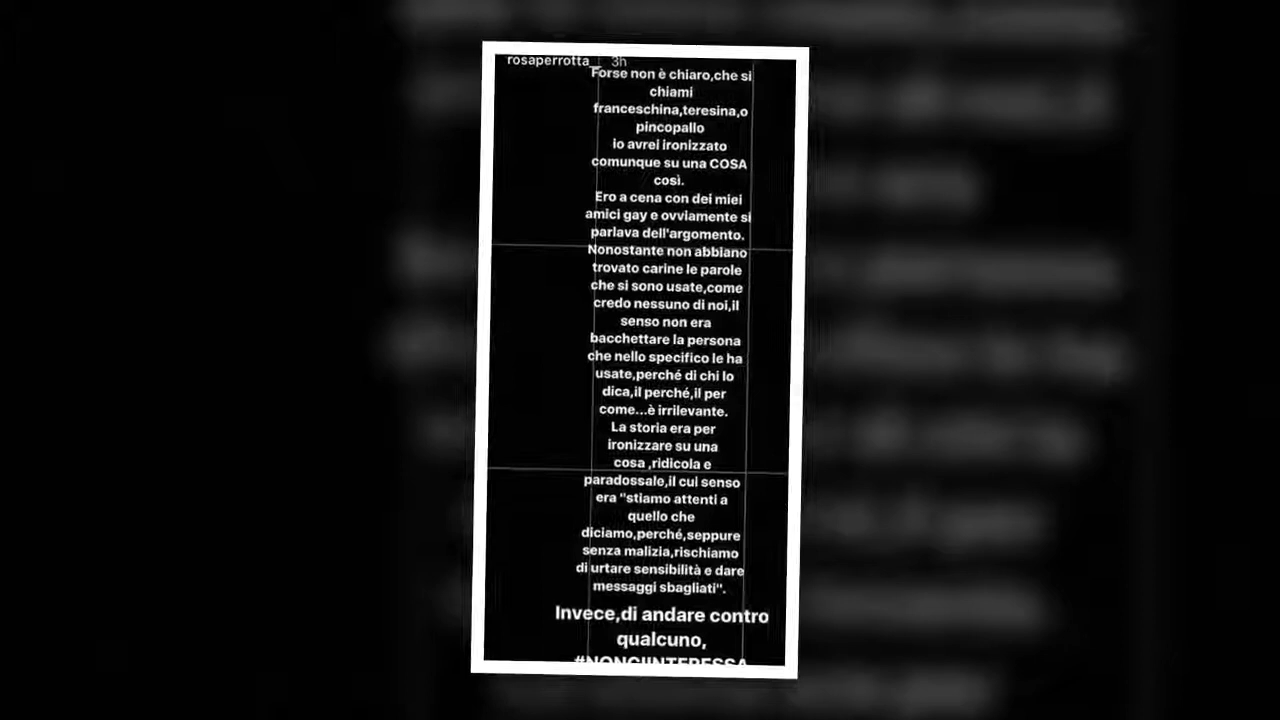 rosaperrotta_ 3h
Forse non è chiaro,che si
chiami
franceschina,teresina,o
pincopallo
io avrei ironizzato
comunque su una COSA
così.
Ero a cena con dei miei
amici gay e ovviamente si
parlava dell'argomento.
Nonostante non abbiano
trovato carine le parole
che si sono usate,come
credo nessuno di noi,il
senso non era
bacchettare la persona
che nello specifico le ha
usate,perché di chi lo
dica,il perché,il per
come...è irrilevante.
La storia era per
ironizzare su una
cosa ,ridicola e
paradossale,il cui senso
era "stiamo attenti a
quello che
diciamo,perché,seppure
senza malizia,rischiamo
di urtare sensibilità e dare
messaggi sbagliati".
Invece,di andare contro
qualcuno,